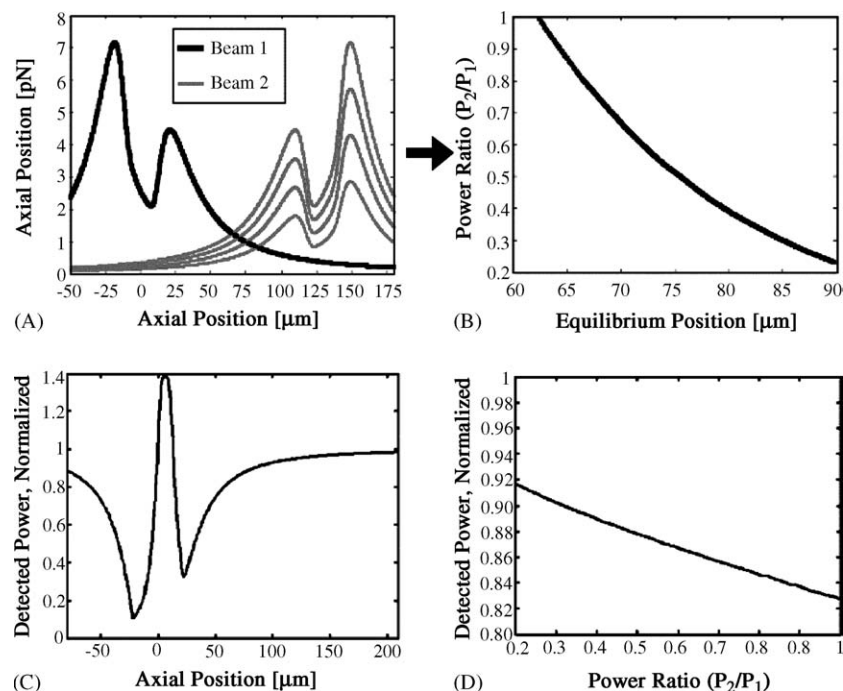 8
7
6
5
4
3
2
1
0
Axial Position [pN]
Beam 1
Beam 2
-50 -25 0 25 50 75 100 125 150 175
(A) Axial Position [μm]
1
0.9
0.8
0.7
0.6
0.5
0.4
0.3
0.2
Power Ratio (P2/P1)
60 65 70 75 80 85 90
(B) Equilibrium Position [μm]
1.4
1.2
1
0.8
0.6
0.4
0.2
0
Detected Power, Normalized
-50 0 50 100 150 200
(C) Axial Position [μm]
1
0.98
0.96
0.94
0.92
0.90
0.88
0.86
0.84
0.82
0.80
Detected Power, Normalized
0.2 0.3 0.4 0.5 0.6 0.7 0.8 0.9 1
(D) Power Ratio (P2/P1)